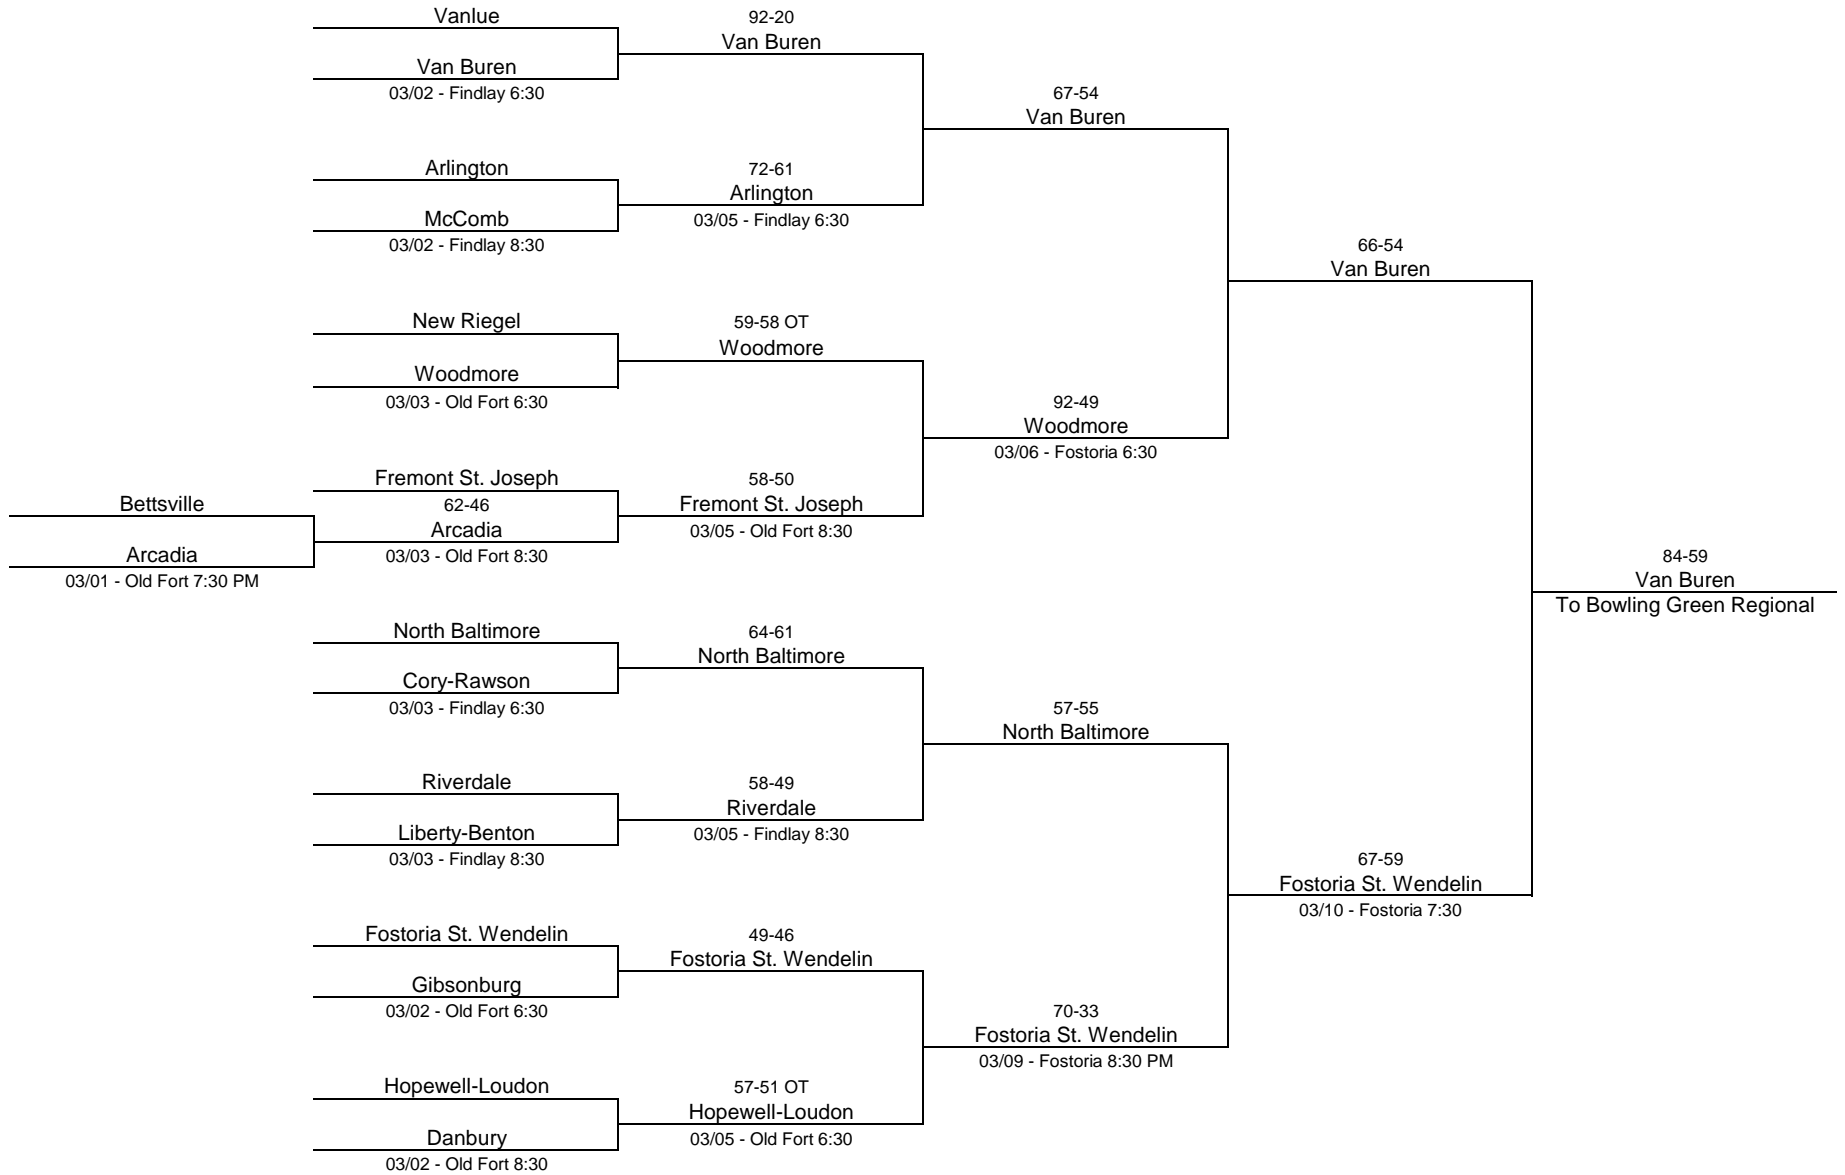 Vanlue
Van Buren
03/02 - Findlay 6:30
Arlington
McComb
03/02 - Findlay 8:30
New Riegel
Woodmore
03/03 - Old Fort 6:30
Bettsville
Arcadia
03/01 - Old Fort 7:30 PM
Fremont St. Joseph
62-46
Arcadia
03/03 - Old Fort 8:30
North Baltimore
Cory-Rawson
03/03 - Findlay 6:30
Riverdale
Liberty-Benton
03/03 - Findlay 8:30
Fostoria St. Wendelin
Gibsonburg
03/02 - Old Fort 6:30
Hopewell-Loudon
Danbury
03/02 - Old Fort 8:30
92-20
Van Buren
72-61
Arlington
03/05 - Findlay 6:30
59-58 OT
Woodmore
58-50
Fremont St. Joseph
03/05 - Old Fort 8:30
64-61
North Baltimore
58-49
Riverdale
03/05 - Findlay 8:30
49-46
Fostoria St. Wendelin
57-51 OT
Hopewell-Loudon
03/05 - Old Fort 6:30
67-54
Van Buren
92-49
Woodmore
03/06 - Fostoria 6:30
57-55
North Baltimore
70-33
Fostoria St. Wendelin
03/09 - Fostoria 8:30 PM
66-54
Van Buren
67-59
Fostoria St. Wendelin
03/10 - Fostoria 7:30
84-59
Van Buren
To Bowling Green Regional